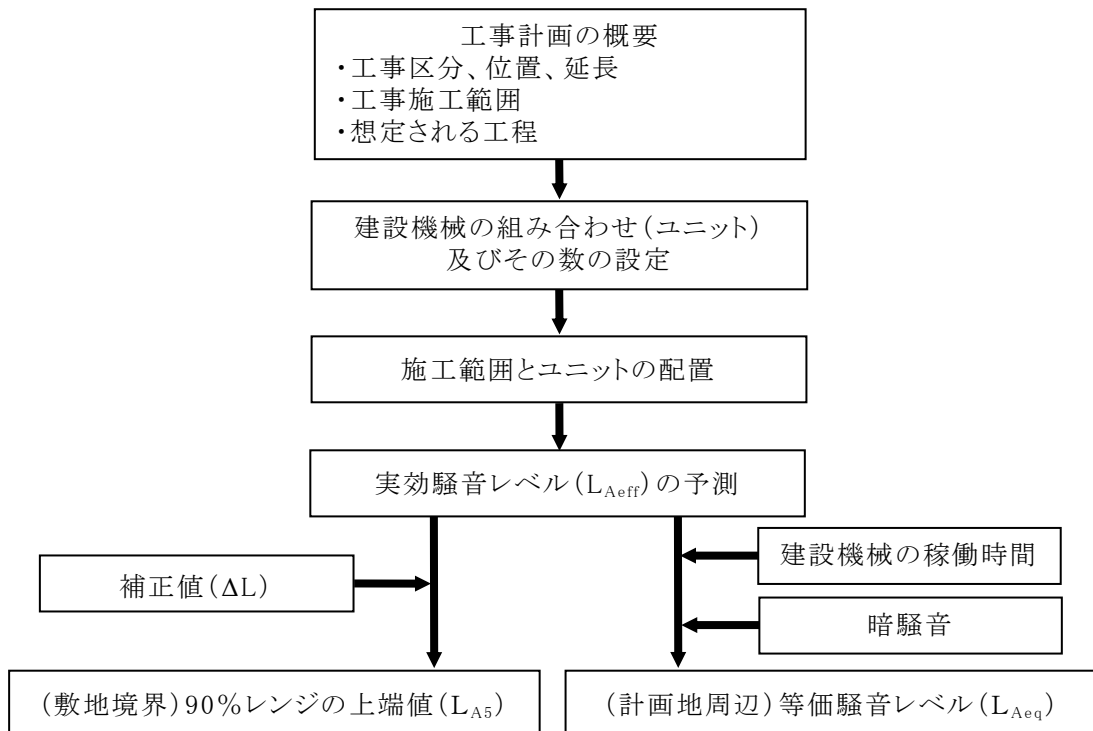 工事計画の概要
・工事区分、位置、延長
・工事施工範囲
・想定される工程
建設機械の組み合わせ(ユニット)
及びその数の設定
施工範囲とユニットの配置
実効騒音レベル(LAeff)の予測
建設機械の稼働時間
補正値(ΔL)
暗騒音
(敷地境界)90%レンジの上端値(LA5)
(計画地周辺)等価騒音レベル(LAeq)